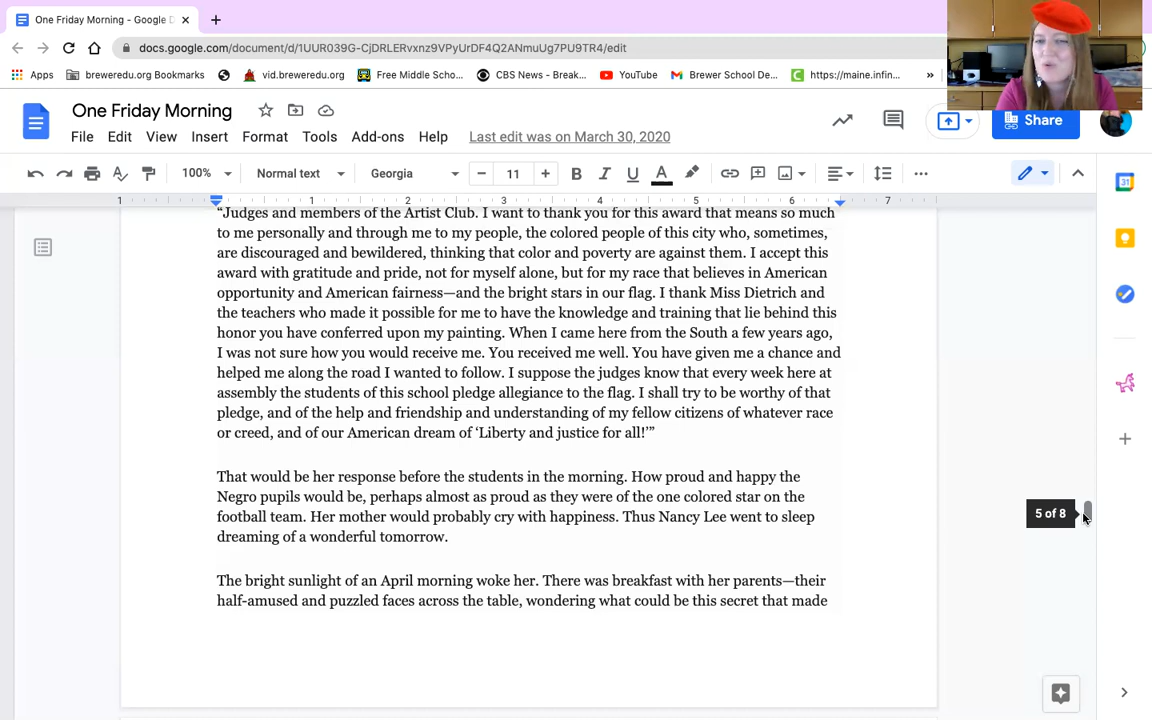 One Friday Morning - Google D
docs.google.com/document/d/1UUR039G-CjDRLERvxnz9VPyUrDF4Q2ANmuUg7PU9TR4/edit
Apps breweredu.org Bookmarks vid.breweredu.org Free Middle Scho... CBS News - Break... YouTube Brewer School De... https://maine.infin... »
One Friday Morning
Share
File Edit View Insert Format Tools Add-ons Help Last edit was on March 30, 2020
100% Normal text Georgia 11 B I U A
1 1 2 3 4 5 6 7
31
“Judges and members of the Artist Club. I want to thank you for this award that means so much
to me personally and through me to my people, the colored people of this city who, sometimes,
are discouraged and bewildered, thinking that color and poverty are against them. I accept this
award with gratitude and pride, not for myself alone, but for my race that believes in American
opportunity and American fairness—and the bright stars in our flag. I thank Miss Dietrich and
the teachers who made it possible for me to have the knowledge and training that lie behind this
honor you have conferred upon my painting. When I came here from the South a few years ago,
I was not sure how you would receive me. You received me well. You have given me a chance and
helped me along the road I wanted to follow. I suppose the judges know that every week here at
assembly the students of this school pledge allegiance to the flag. I shall try to be worthy of that
pledge, and of the help and friendship and understanding of my fellow citizens of whatever race
or creed, and of our American dream of ‘Liberty and justice for all!’”
That would be her response before the students in the morning. How proud and happy the
Negro pupils would be, perhaps almost as proud as they were of the one colored star on the
football team. Her mother would probably cry with happiness. Thus Nancy Lee went to sleep
dreaming of a wonderful tomorrow.
5 of 8
The bright sunlight of an April morning woke her. There was breakfast with her parents—their
half-amused and puzzled faces across the table, wondering what could be this secret that made